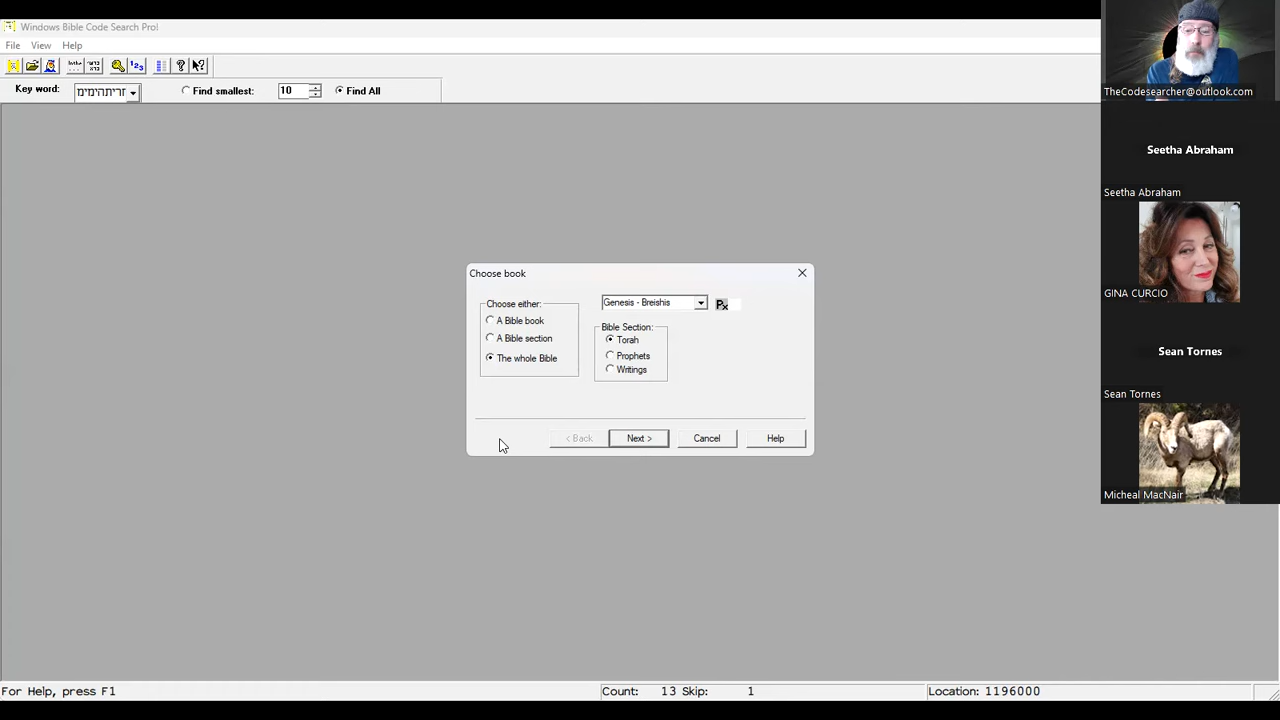 Windows Bible Code Search Pro!
File View Help
Key word: זריתהימימ Find smallest: 10 Find All
Choose book
Choose either:
A Bible book
A Bible section
The whole Bible
Genesis - Breishis
Bible Section:
Torah
Prophets
Writings
< Back Next > Cancel Help
For Help, press F1 Count: 13 Skip: 1 Location: 1196000
TheCodesearcher@outlook.com
Seetha Abraham
Seetha Abraham
GINA CURCIO
Sean Tornes
Sean Tornes
Micheal MacNair